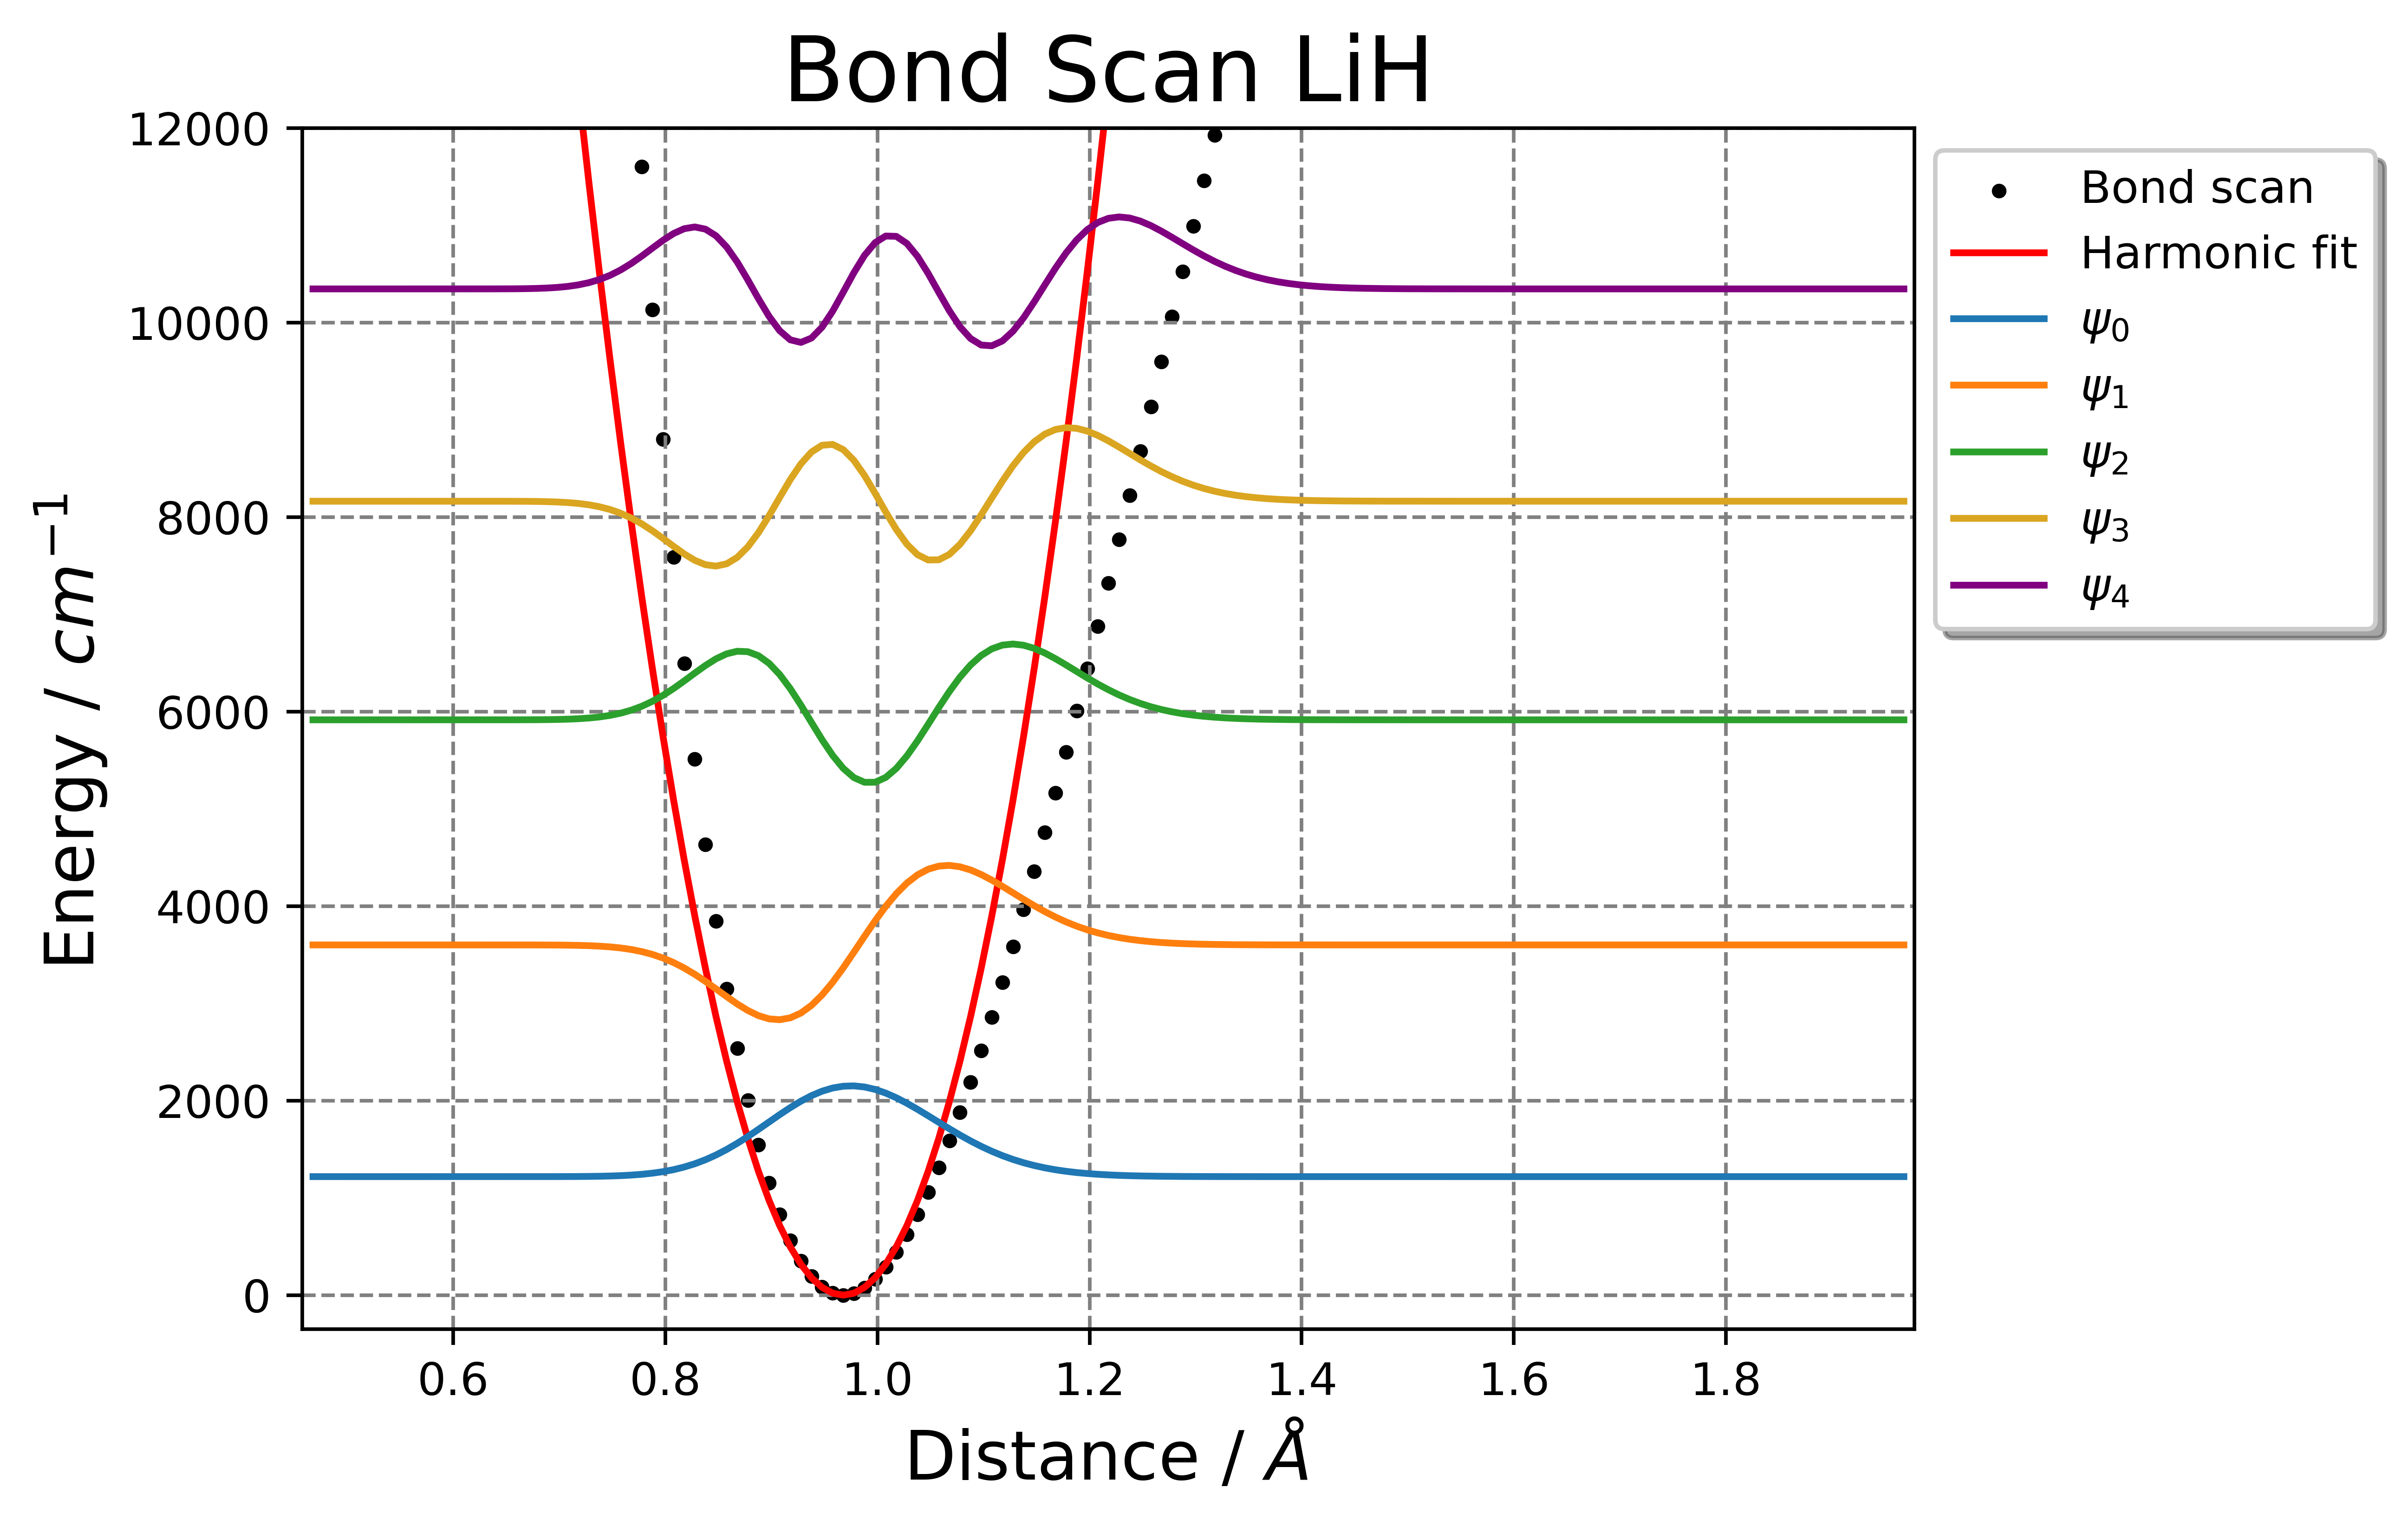 Bond Scan LiH
12000
10000
8000
6000
4000
2000
0
Energy / cm⁻¹
0.6 0.8 1.0 1.2 1.4 1.6 1.8
Distance / Å
Bond scan
Harmonic fit
ψ₀
ψ₁
ψ₂
ψ₃
ψ₄